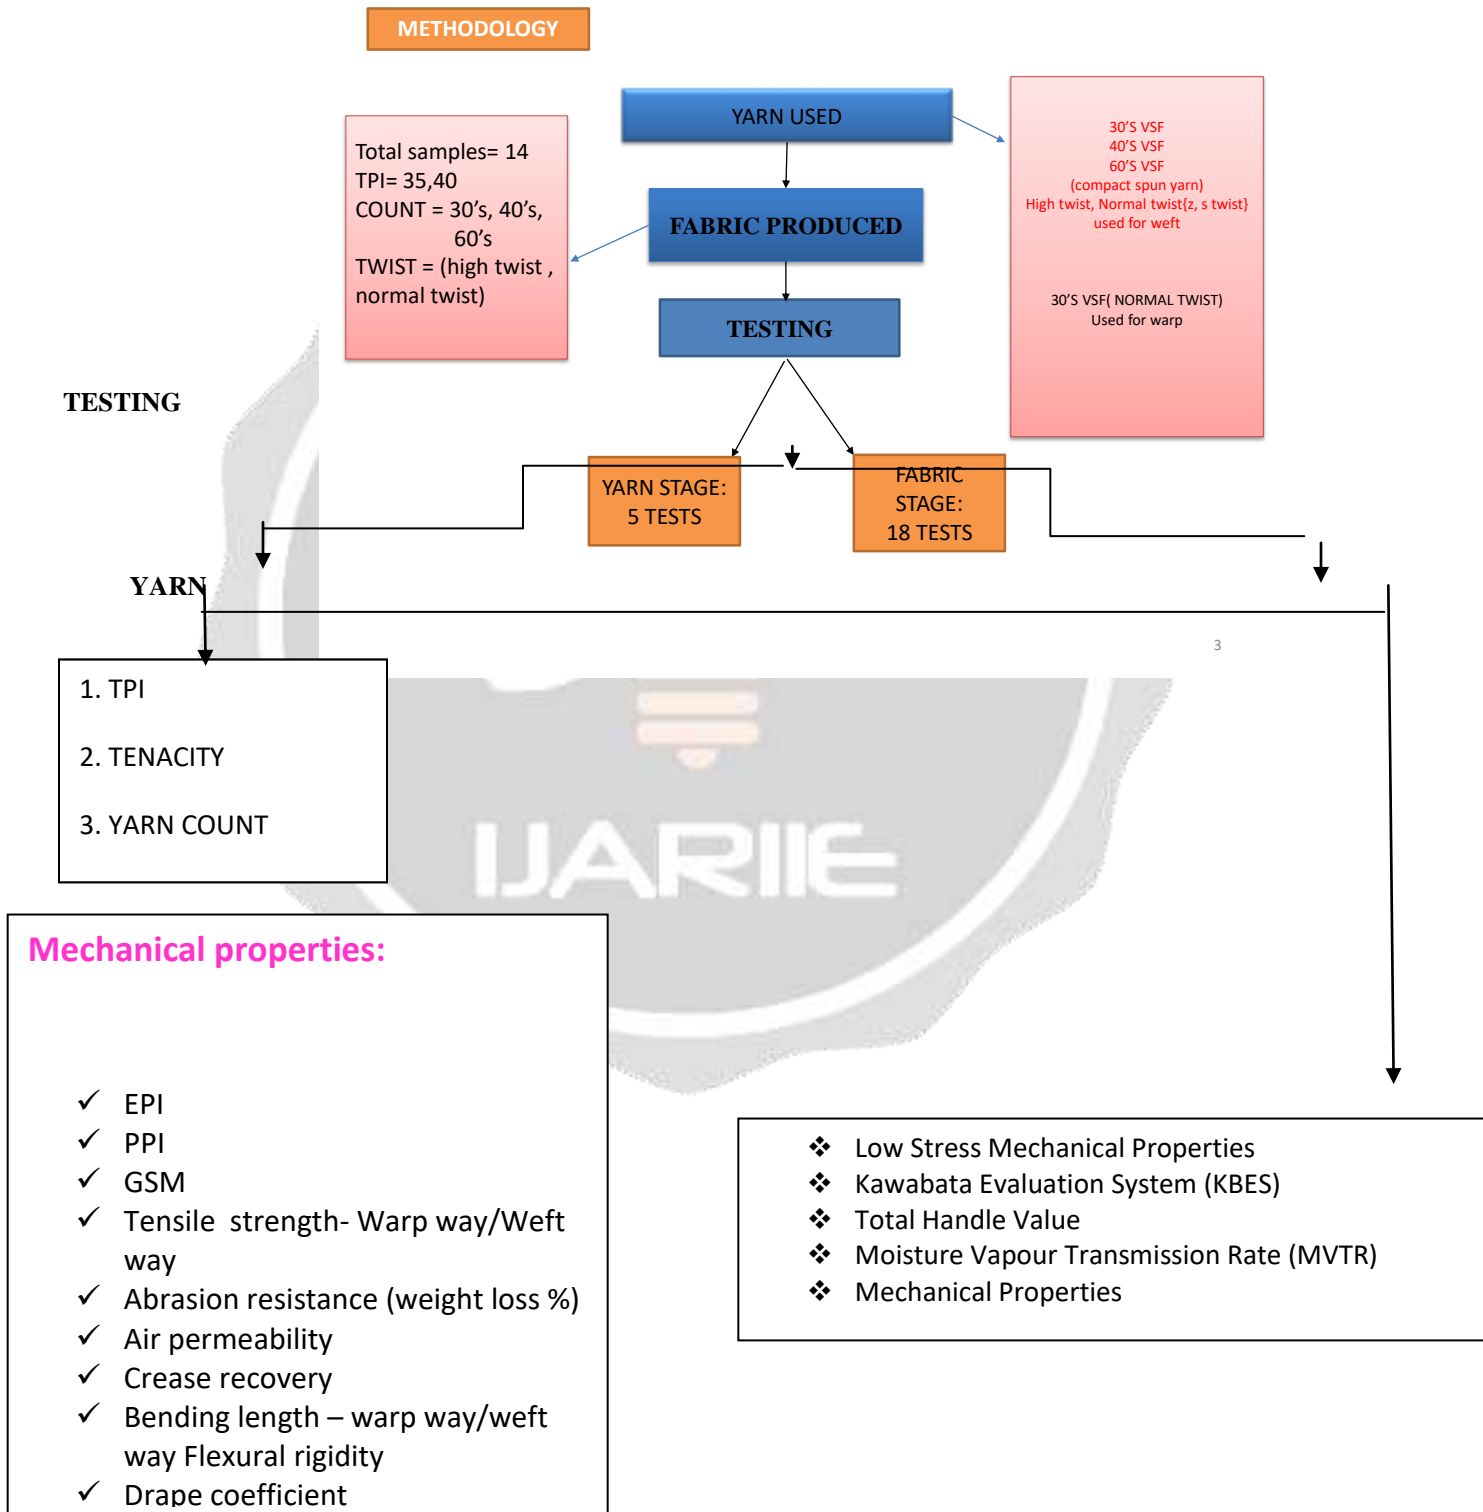 METHODOLOGY
YARN USED
Total samples= 14
TPI= 35,40
COUNT = 30's, 40's,
60's
TWIST = (high twist ,
normal twist)
30'S VSF
40'S VSF
60'S VSF
(compact spun yarn)
High twist, Normal twist{z, s twist}
used for weft
30'S VSF( NORMAL TWIST)
Used for warp
FABRIC PRODUCED
TESTING
TESTING
YARN STAGE:
5 TESTS
FABRIC
STAGE:
18 TESTS
YARN
3
1. TPI
2. TENACITY
3. YARN COUNT
IJARIIE
Mechanical properties:
✓ EPI
✓ PPI
✓ GSM
✓ Tensile strength- Warp way/Weft
way
✓ Abrasion resistance (weight loss %)
✓ Air permeability
✓ Crease recovery
✓ Bending length – warp way/weft
way Flexural rigidity
✓ Drape coefficient
❖ Low Stress Mechanical Properties
❖ Kawabata Evaluation System (KBES)
❖ Total Handle Value
❖ Moisture Vapour Transmission Rate (MVTR)
❖ Mechanical Properties